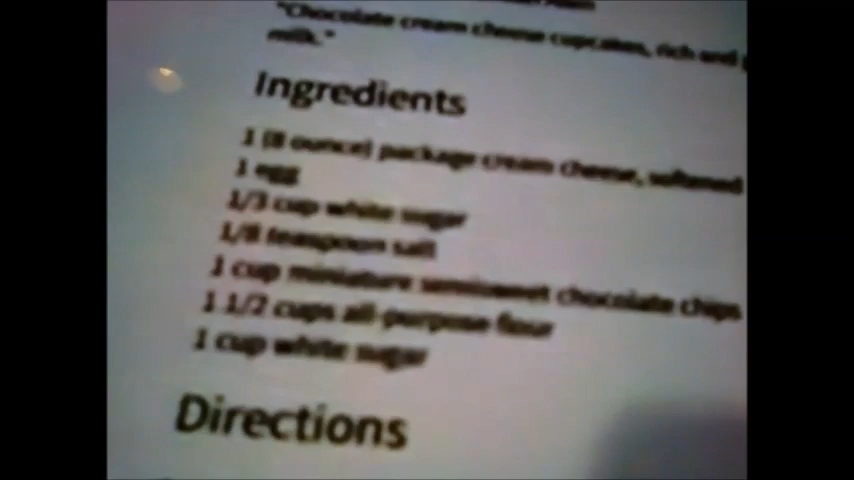 "Chocolate cream cheese cupcakes, rich and
milk."
Ingredients
1 (8 ounce) package cream cheese, softened
1 egg
1/3 cup white sugar
1/8 teaspoon salt
1 cup miniature semisweet chocolate chips
1 1/2 cups all-purpose flour
1 cup white sugar
Directions